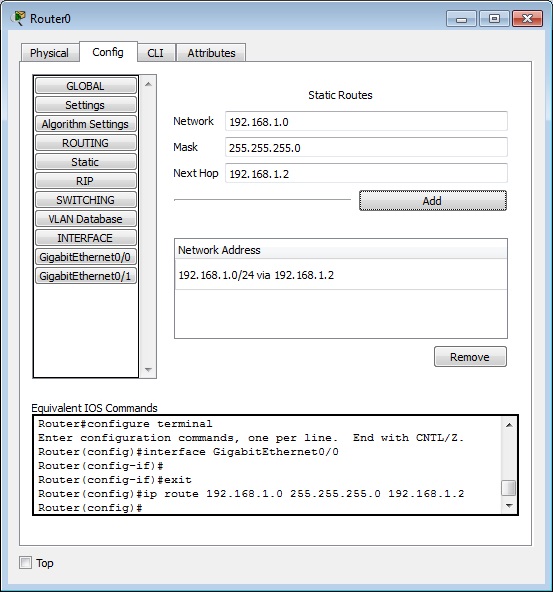 Router0
Physical Config CLI Attributes
GLOBAL
Settings
Algorithm Settings
ROUTING
Static
RIP
SWITCHING
VLAN Database
INTERFACE
GigabitEthernet0/0
GigabitEthernet0/1
Static Routes
Network 192.168.1.0
Mask 255.255.255.0
Next Hop 192.168.1.2
Add
Network Address
192.168.1.0/24 via 192.168.1.2
Remove
Equivalent IOS Commands
Router#configure terminal
Enter configuration commands, one per line.  End with CNTL/Z.
Router(config)#interface GigabitEthernet0/0
Router(config-if)#
Router(config-if)#exit
Router(config)#ip route 192.168.1.0 255.255.255.0 192.168.1.2
Router(config)#
Top